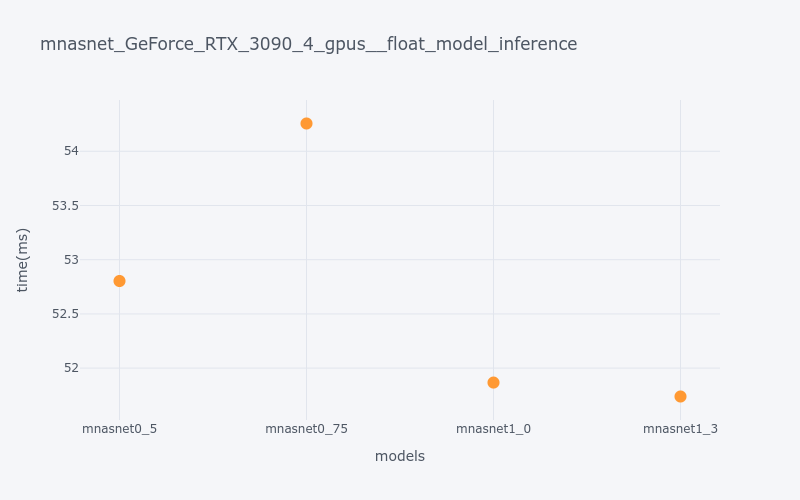 mnasnet_GeForce_RTX_3090_4_gpus__float_model_inference
54
53.5
53
52.5
52
time(ms)
mnasnet0_5
mnasnet0_75
mnasnet1_0
mnasnet1_3
models